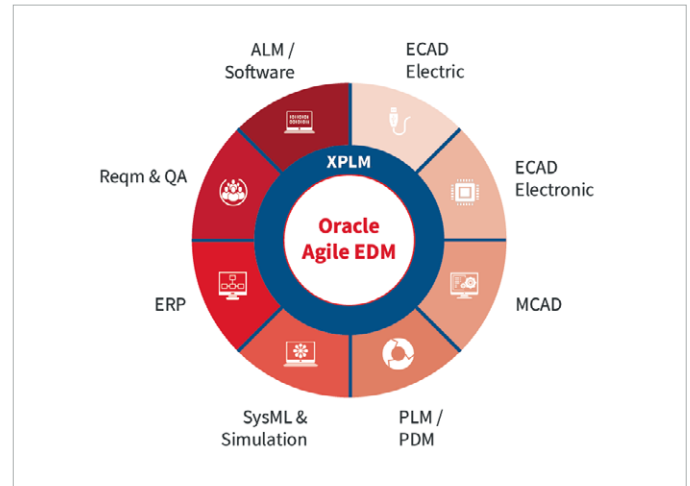 ALM /
Software
ECAD
Electric
Reqm & QA
XPLM
ECAD
Electronic
Oracle
Agile EDM
ERP
MCAD
SysML &
Simulation
PLM /
PDM